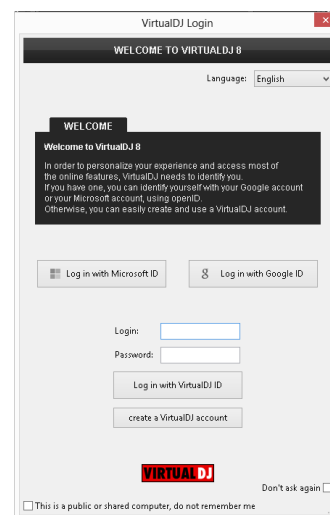 VirtualDJ Login
WELCOME TO VIRTUALDJ 8
Language: English
WELCOME
Welcome to VirtualDJ 8
In order to personalize your experience and access most of
the online features, VirtualDJ needs to identify you.
If you have one, you can identify yourself with your Google account
or your Microsoft account, using openID.
Otherwise, you can easily create and use a VirtualDJ account.
Log in with Microsoft ID
8 Log in with Google ID
Login:
Password:
Log in with VirtualDJ ID
create a VirtualDJ account
VIRTUAL DJ
Don't ask again
This is a public or shared computer, do not remember me